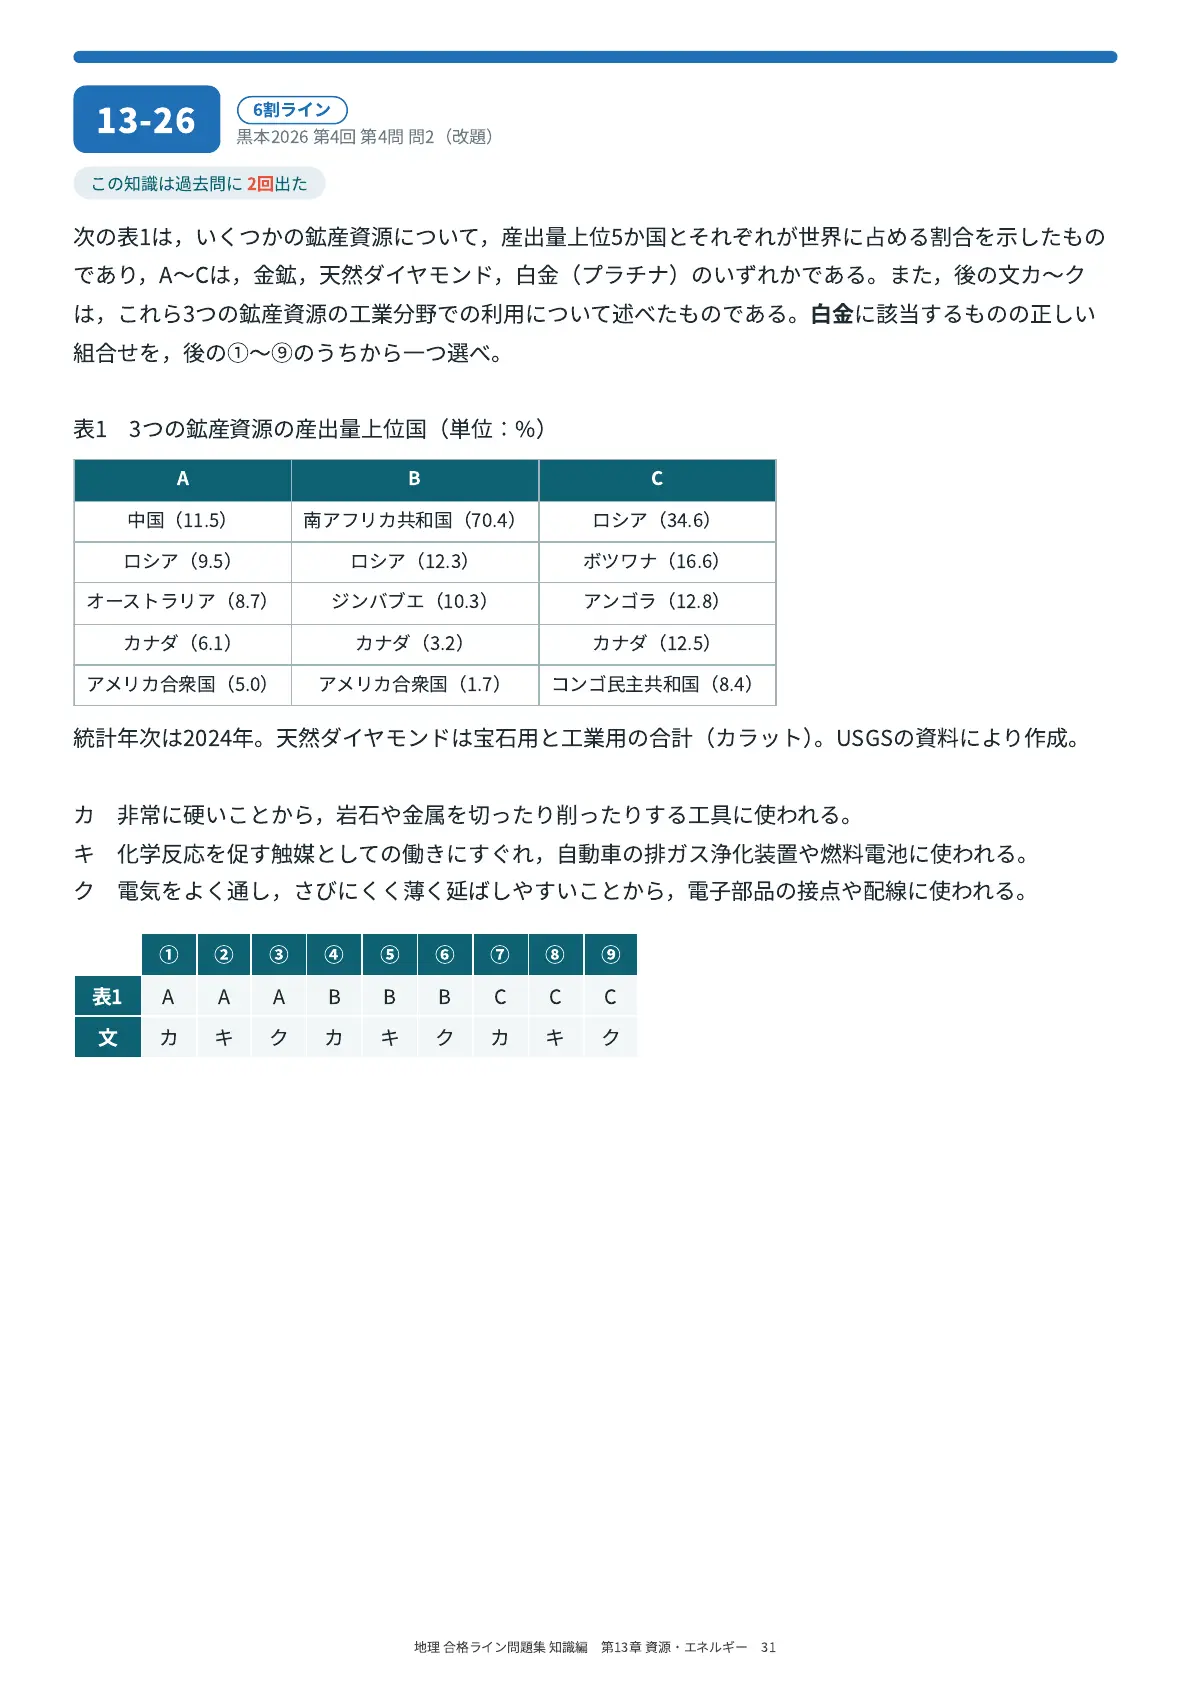 13-26
6割ライン
黒本2026 第4回 第4問 問2（改題）
この知識は過去問に 2回出た
次の表1は，いくつかの鉱産資源について，産出量上位5か国とそれぞれが世界に占める割合を示したもの
であり，A～Cは，金鉱，天然ダイヤモンド，白金（プラチナ）のいずれかである。また，後の文カ～ク
は，これら3つの鉱産資源の工業分野での利用について述べたものである。白金に該当するものの正しい
組合せを，後の①～⑨のうちから一つ選べ。
表1　3つの鉱産資源の産出量上位国（単位：%）
A B C
中国（11.5） 南アフリカ共和国（70.4） ロシア（34.6）
ロシア（9.5） ロシア（12.3） ボツワナ（16.6）
オーストラリア（8.7） ジンバブエ（10.3） アンゴラ（12.8）
カナダ（6.1） カナダ（3.2） カナダ（12.5）
アメリカ合衆国（5.0） アメリカ合衆国（1.7） コンゴ民主共和国（8.4）
統計年次は2024年。天然ダイヤモンドは宝石用と工業用の合計（カラット）。USGSの資料により作成。
カ　非常に硬いことから，岩石や金属を切ったり削ったりする工具に使われる。
キ　化学反応を促す触媒としての働きにすぐれ，自動車の排ガス浄化装置や燃料電池に使われる。
ク　電気をよく通し，さびにくく薄く延ばしやすいことから，電子部品の接点や配線に使われる。
① ② ③ ④ ⑤ ⑥ ⑦ ⑧ ⑨
表1 A A A B B B C C C
文 カ キ ク カ キ ク カ キ ク
地理 合格ライン問題集 知識編　第13章 資源・エネルギー　31